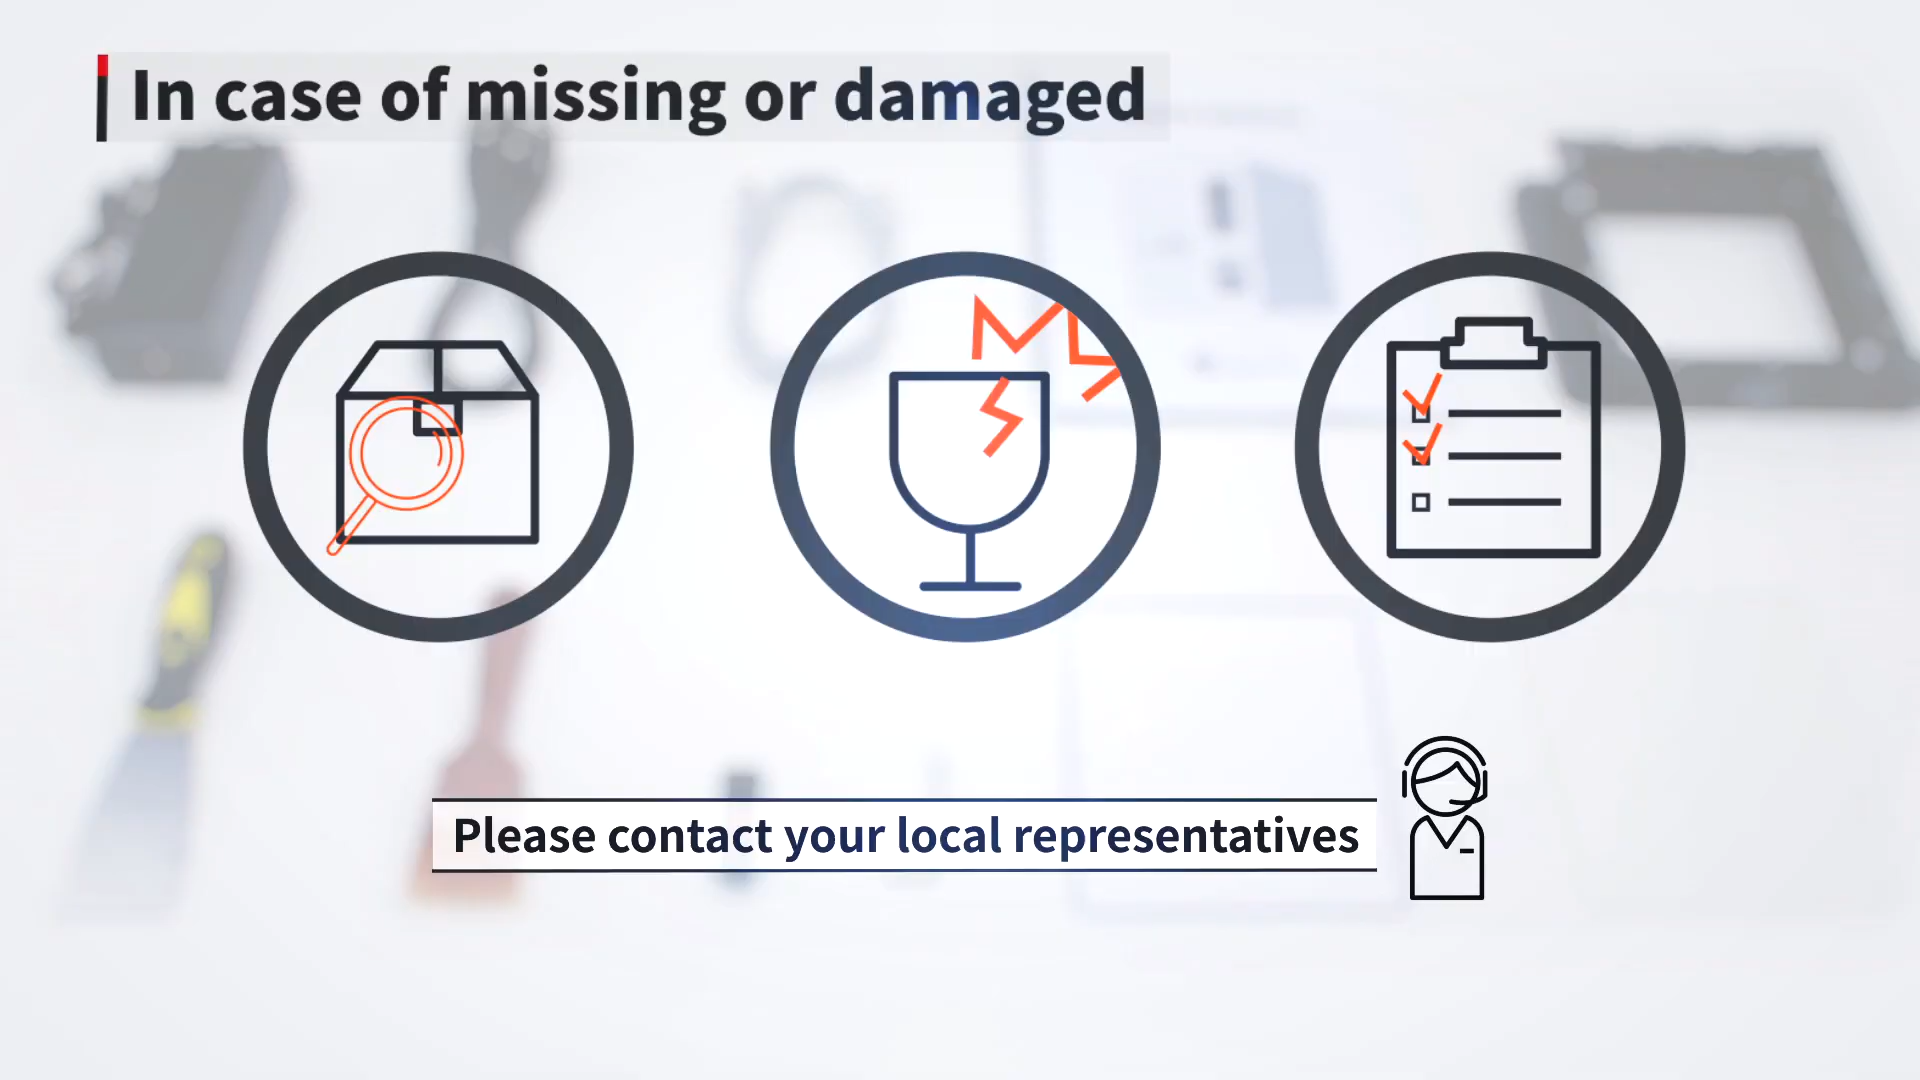 In case of missing or damaged
Please contact your local representatives